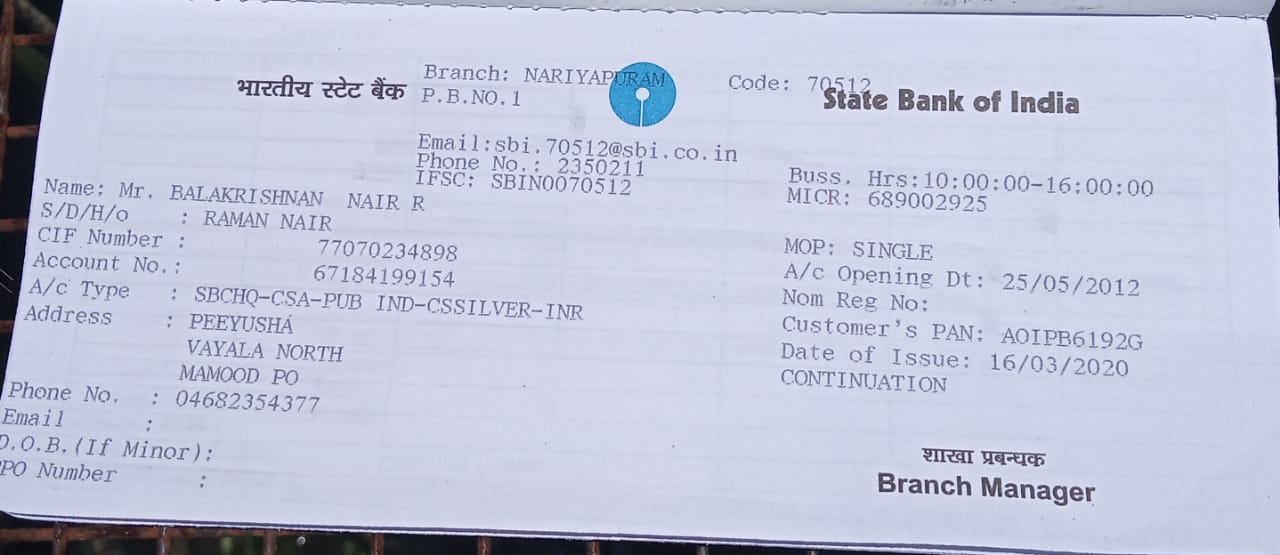 भारतीय स्टेट बैंक
Branch: NARIYAPURAM
Code: 70512
P.B.NO.1
State Bank of India
Email:sbi.70512@sbi.co.in
Phone No.: 2350211
IFSC: SBIN0070512
Buss. Hrs:10:00:00-16:00:00
MICR: 689002925
Name: Mr. BALAKRISHNAN NAIR R
S/D/H/o : RAMAN NAIR
CIF Number : 77070234898
Account No.: 67184199154
A/c Type : SBCHQ-CSA-PUB IND-CSSILVER-INR
Address : PEEYUSHA
VAYALA NORTH
MAMOOD PO
Phone No. : 04682354377
Email :
D.O.B.(If Minor):
PPO Number :
MOP: SINGLE
A/c Opening Dt: 25/05/2012
Nom Reg No:
Customer's PAN: AOIPB6192G
Date of Issue: 16/03/2020
CONTINUATION
शाखा प्रबन्धक
Branch Manager